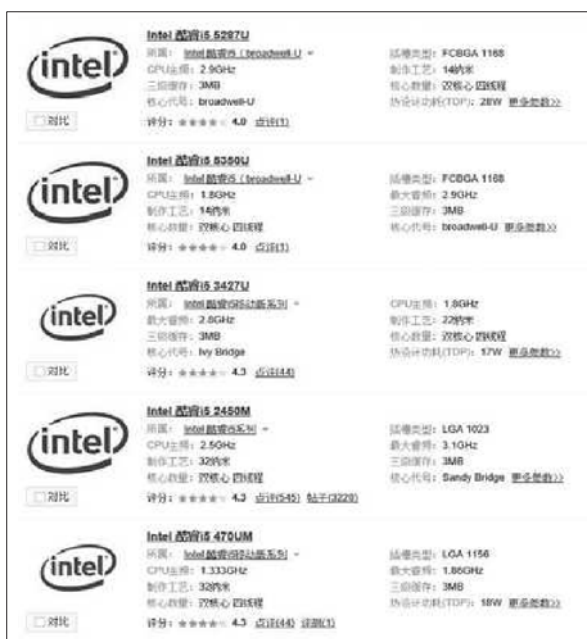 Intel 酷睿i5 5287U
所属: Intel 酷睿i5 (broadwell-U
插槽类型: FCBGA 1168
CPU主频: 2.9GHz
制作工艺: 14纳米
三级缓存: 3MB
核心数量: 双核心 四线程
核心代号: broadwell-U
热设计功耗(TDP): 28W 更多参数>>
评分: ★★★★☆ 4.0 点评(1)
intel
对比
Intel 酷睿i5 5350U
所属: Intel 酷睿i5 (broadwell-U
插槽类型: FCBGA 1168
CPU主频: 1.8GHz
最大睿频: 2.9GHz
制作工艺: 14纳米
三级缓存: 3MB
核心数量: 双核心 四线程
核心代号: broadwell-U 更多参数>>
评分: ★★★★☆ 4.0 点评(1)
intel
对比
Intel 酷睿i5 3427U
所属: Intel 酷睿i5移动版系列
CPU主频: 1.8GHz
最大睿频: 2.8GHz
制作工艺: 22纳米
三级缓存: 3MB
核心数量: 双核心 四线程
核心代号: Ivy Bridge
热设计功耗(TDP): 17W 更多参数>>
评分: ★★★★☆ 4.3 点评(44)
intel
对比
Intel 酷睿i5 2450M
所属: Intel 酷睿i5系列
插槽类型: LGA 1023
CPU主频: 2.5GHz
最大睿频: 3.1GHz
制作工艺: 32纳米
三级缓存: 3MB
核心数量: 双核心 四线程
核心代号: Sandy Bridge 更多参数>>
评分: ★★★★☆ 4.3 点评(545) 帖子(3229)
intel
对比
Intel 酷睿i5 470UM
所属: Intel 酷睿i5移动版系列
插槽类型: LGA 1156
CPU主频: 1.333GHz
最大睿频: 1.86GHz
制作工艺: 32纳米
三级缓存: 3MB
核心数量: 双核心 四线程
热设计功耗(TDP): 18W 更多参数>>
评分: ★★★★☆ 4.3 点评(44)
intel
对比